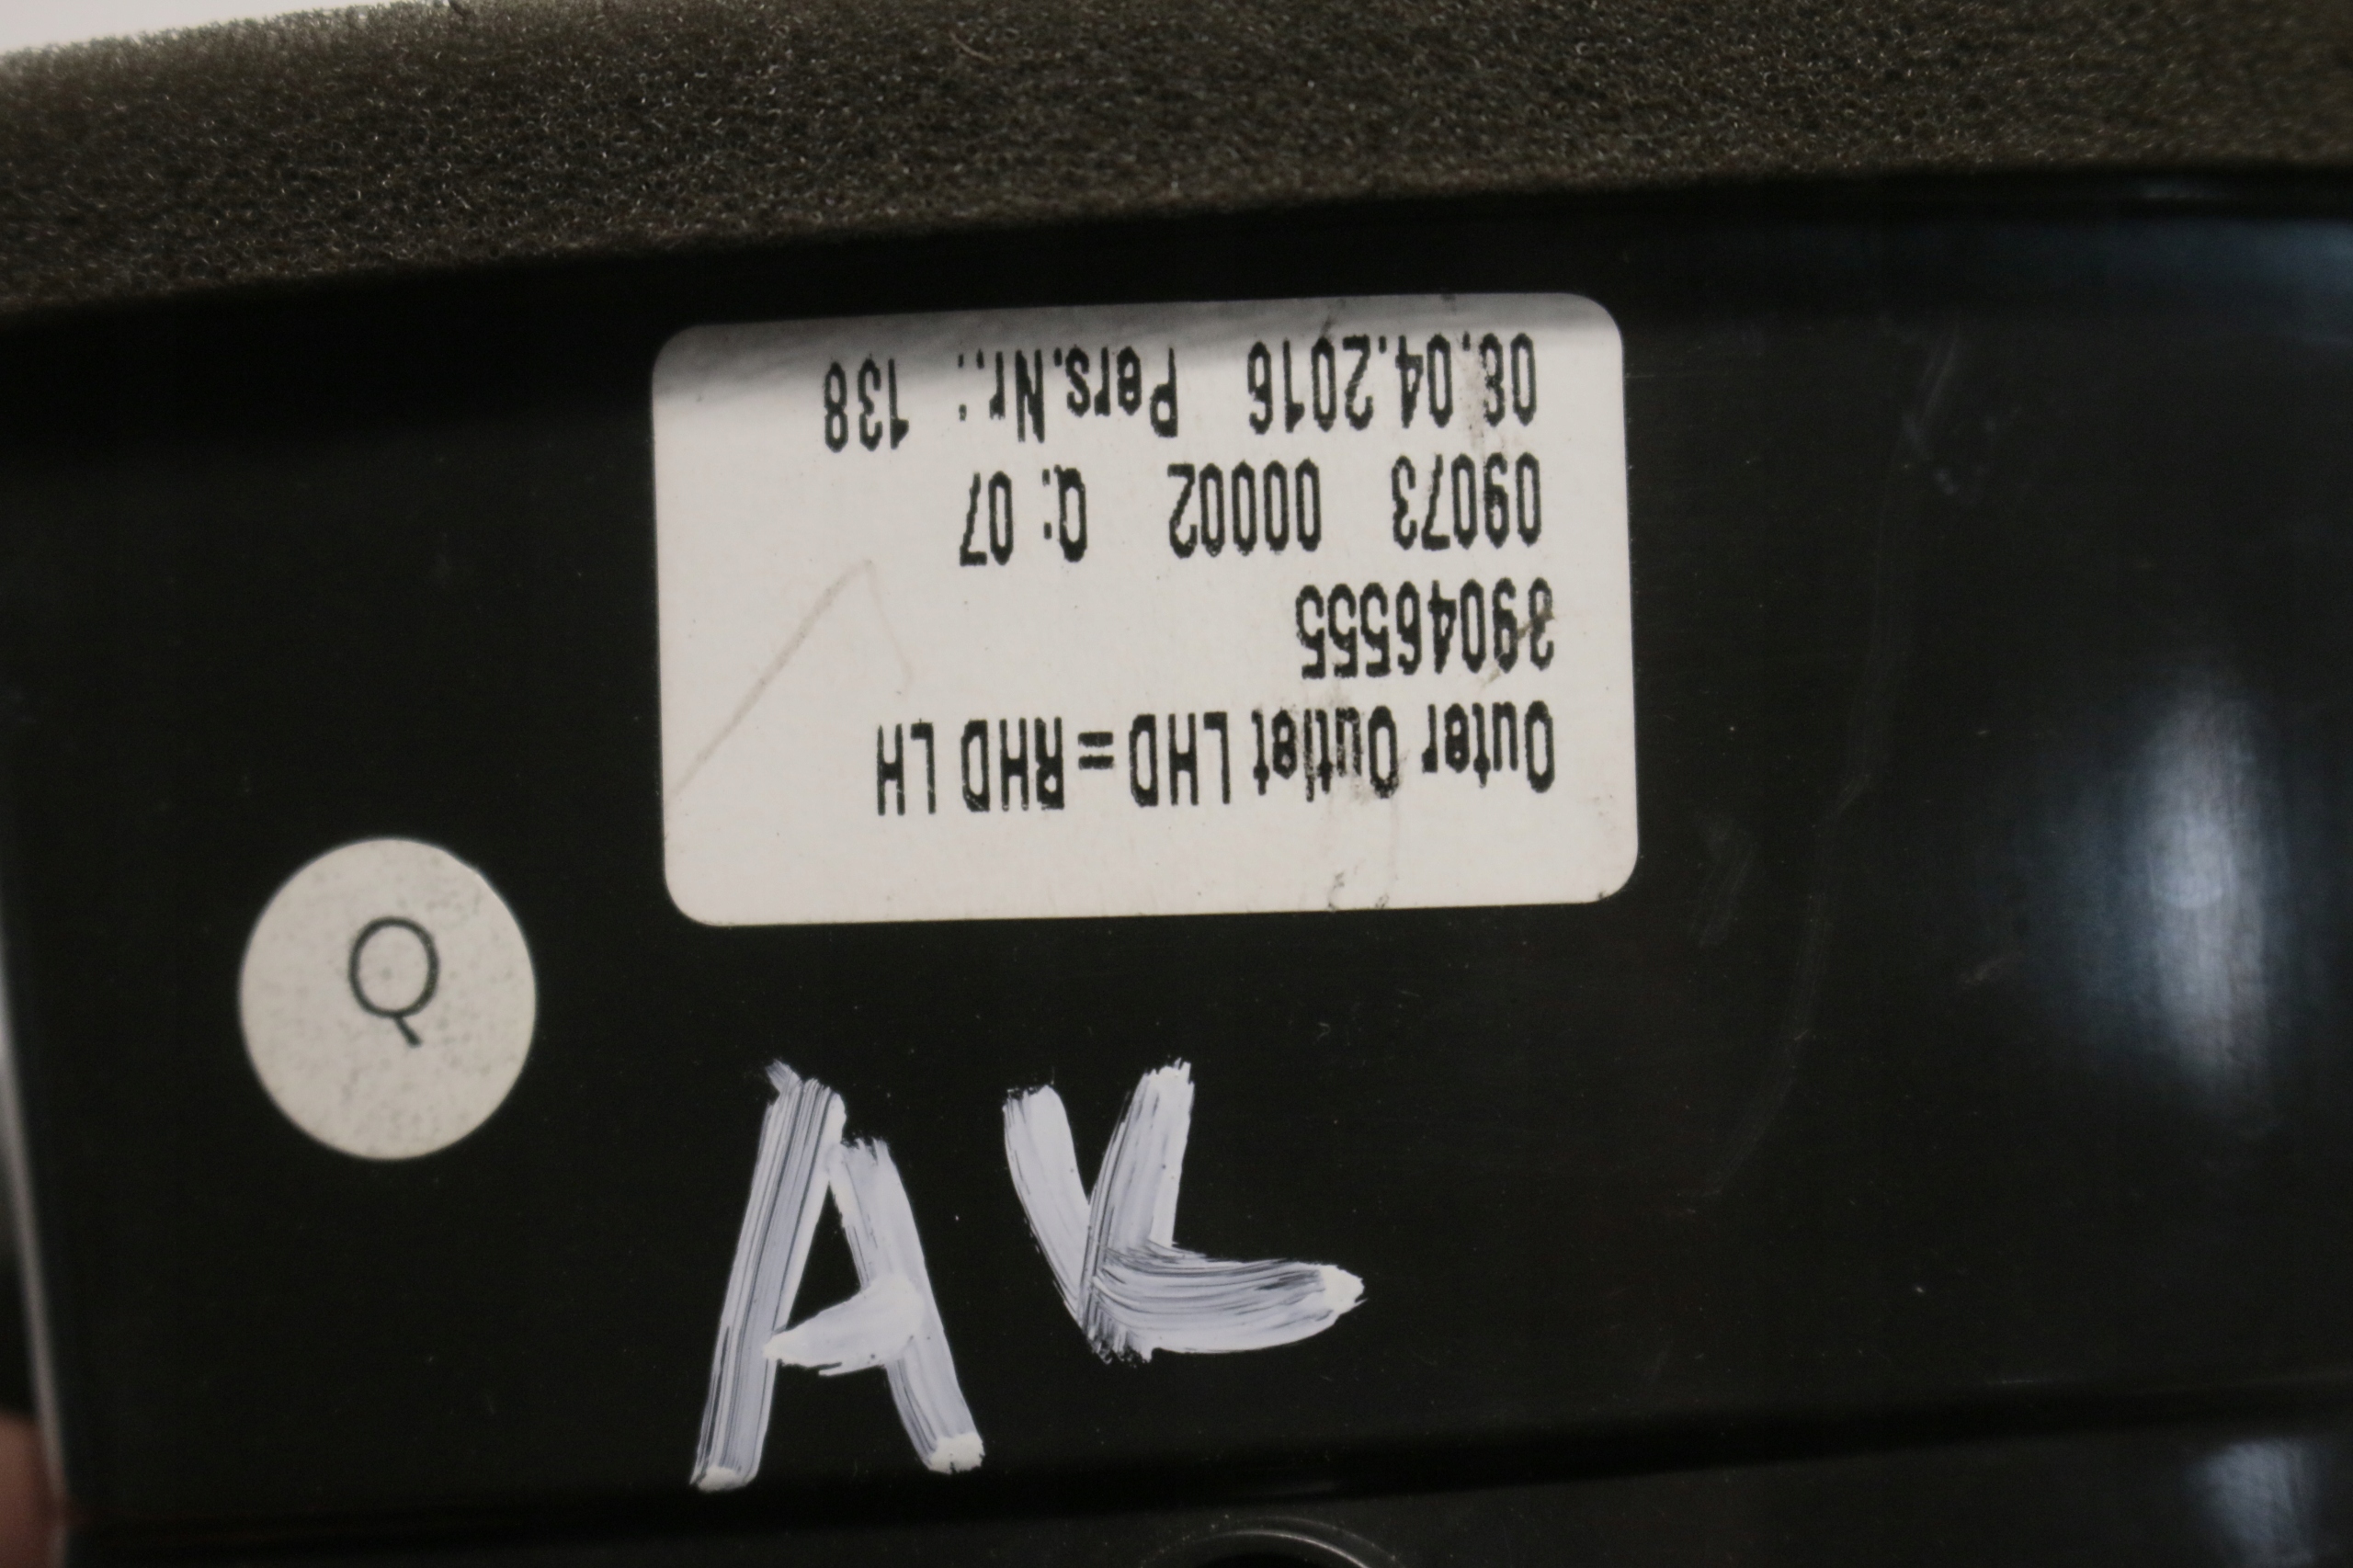 Outer Outlet LHD=RHD LH
39046555
09073 00002 Q: 07
08.04.2016 Pers.Nr.: 138
Q
AK